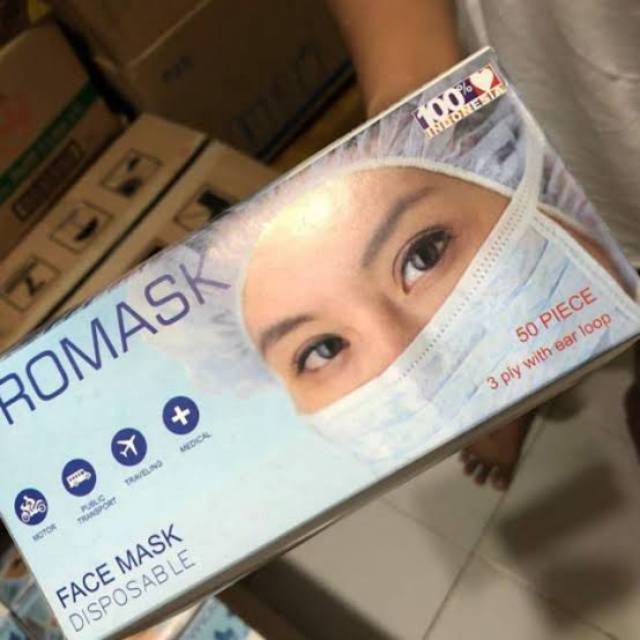 100%
INDONESIA
ROMASK
50 PIECE
3 ply with ear loop
MOTOR
PUBLIC
TRANSPORT
TRAVELING
MEDICAL
FACE MASK
DISPOSABLE